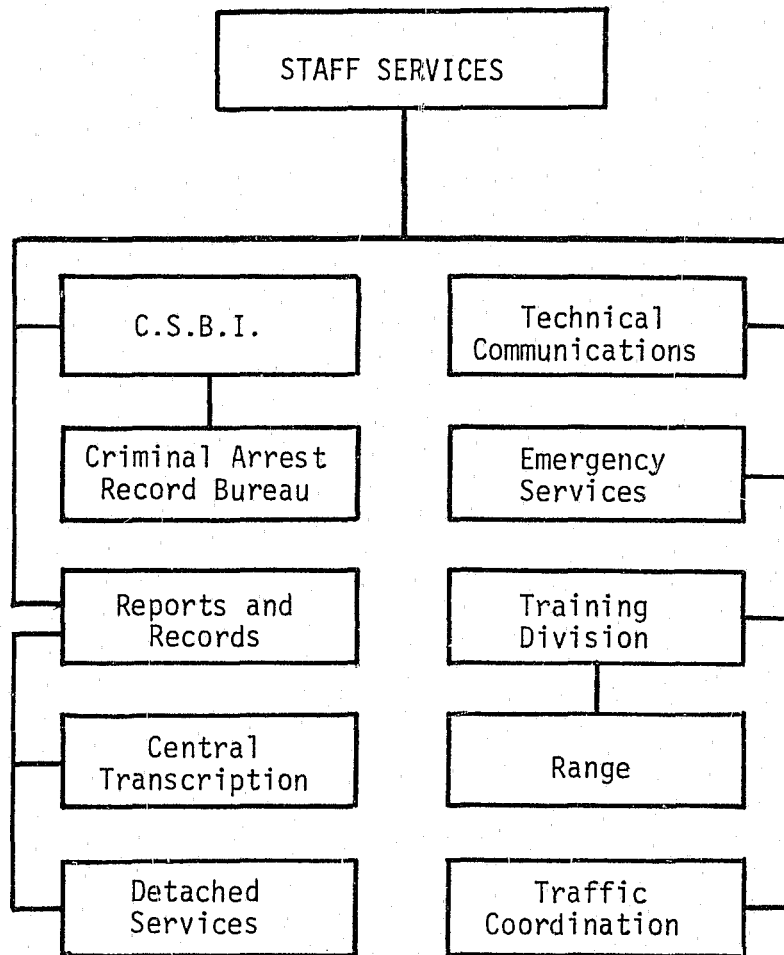 STAFF SERVICES
C.S.B.I.
Technical
Communications
Criminal Arrest
Record Bureau
Emergency
Services
Reports and
Records
Training
Division
Central
Transcription
Range
Detached
Services
Traffic
Coordination